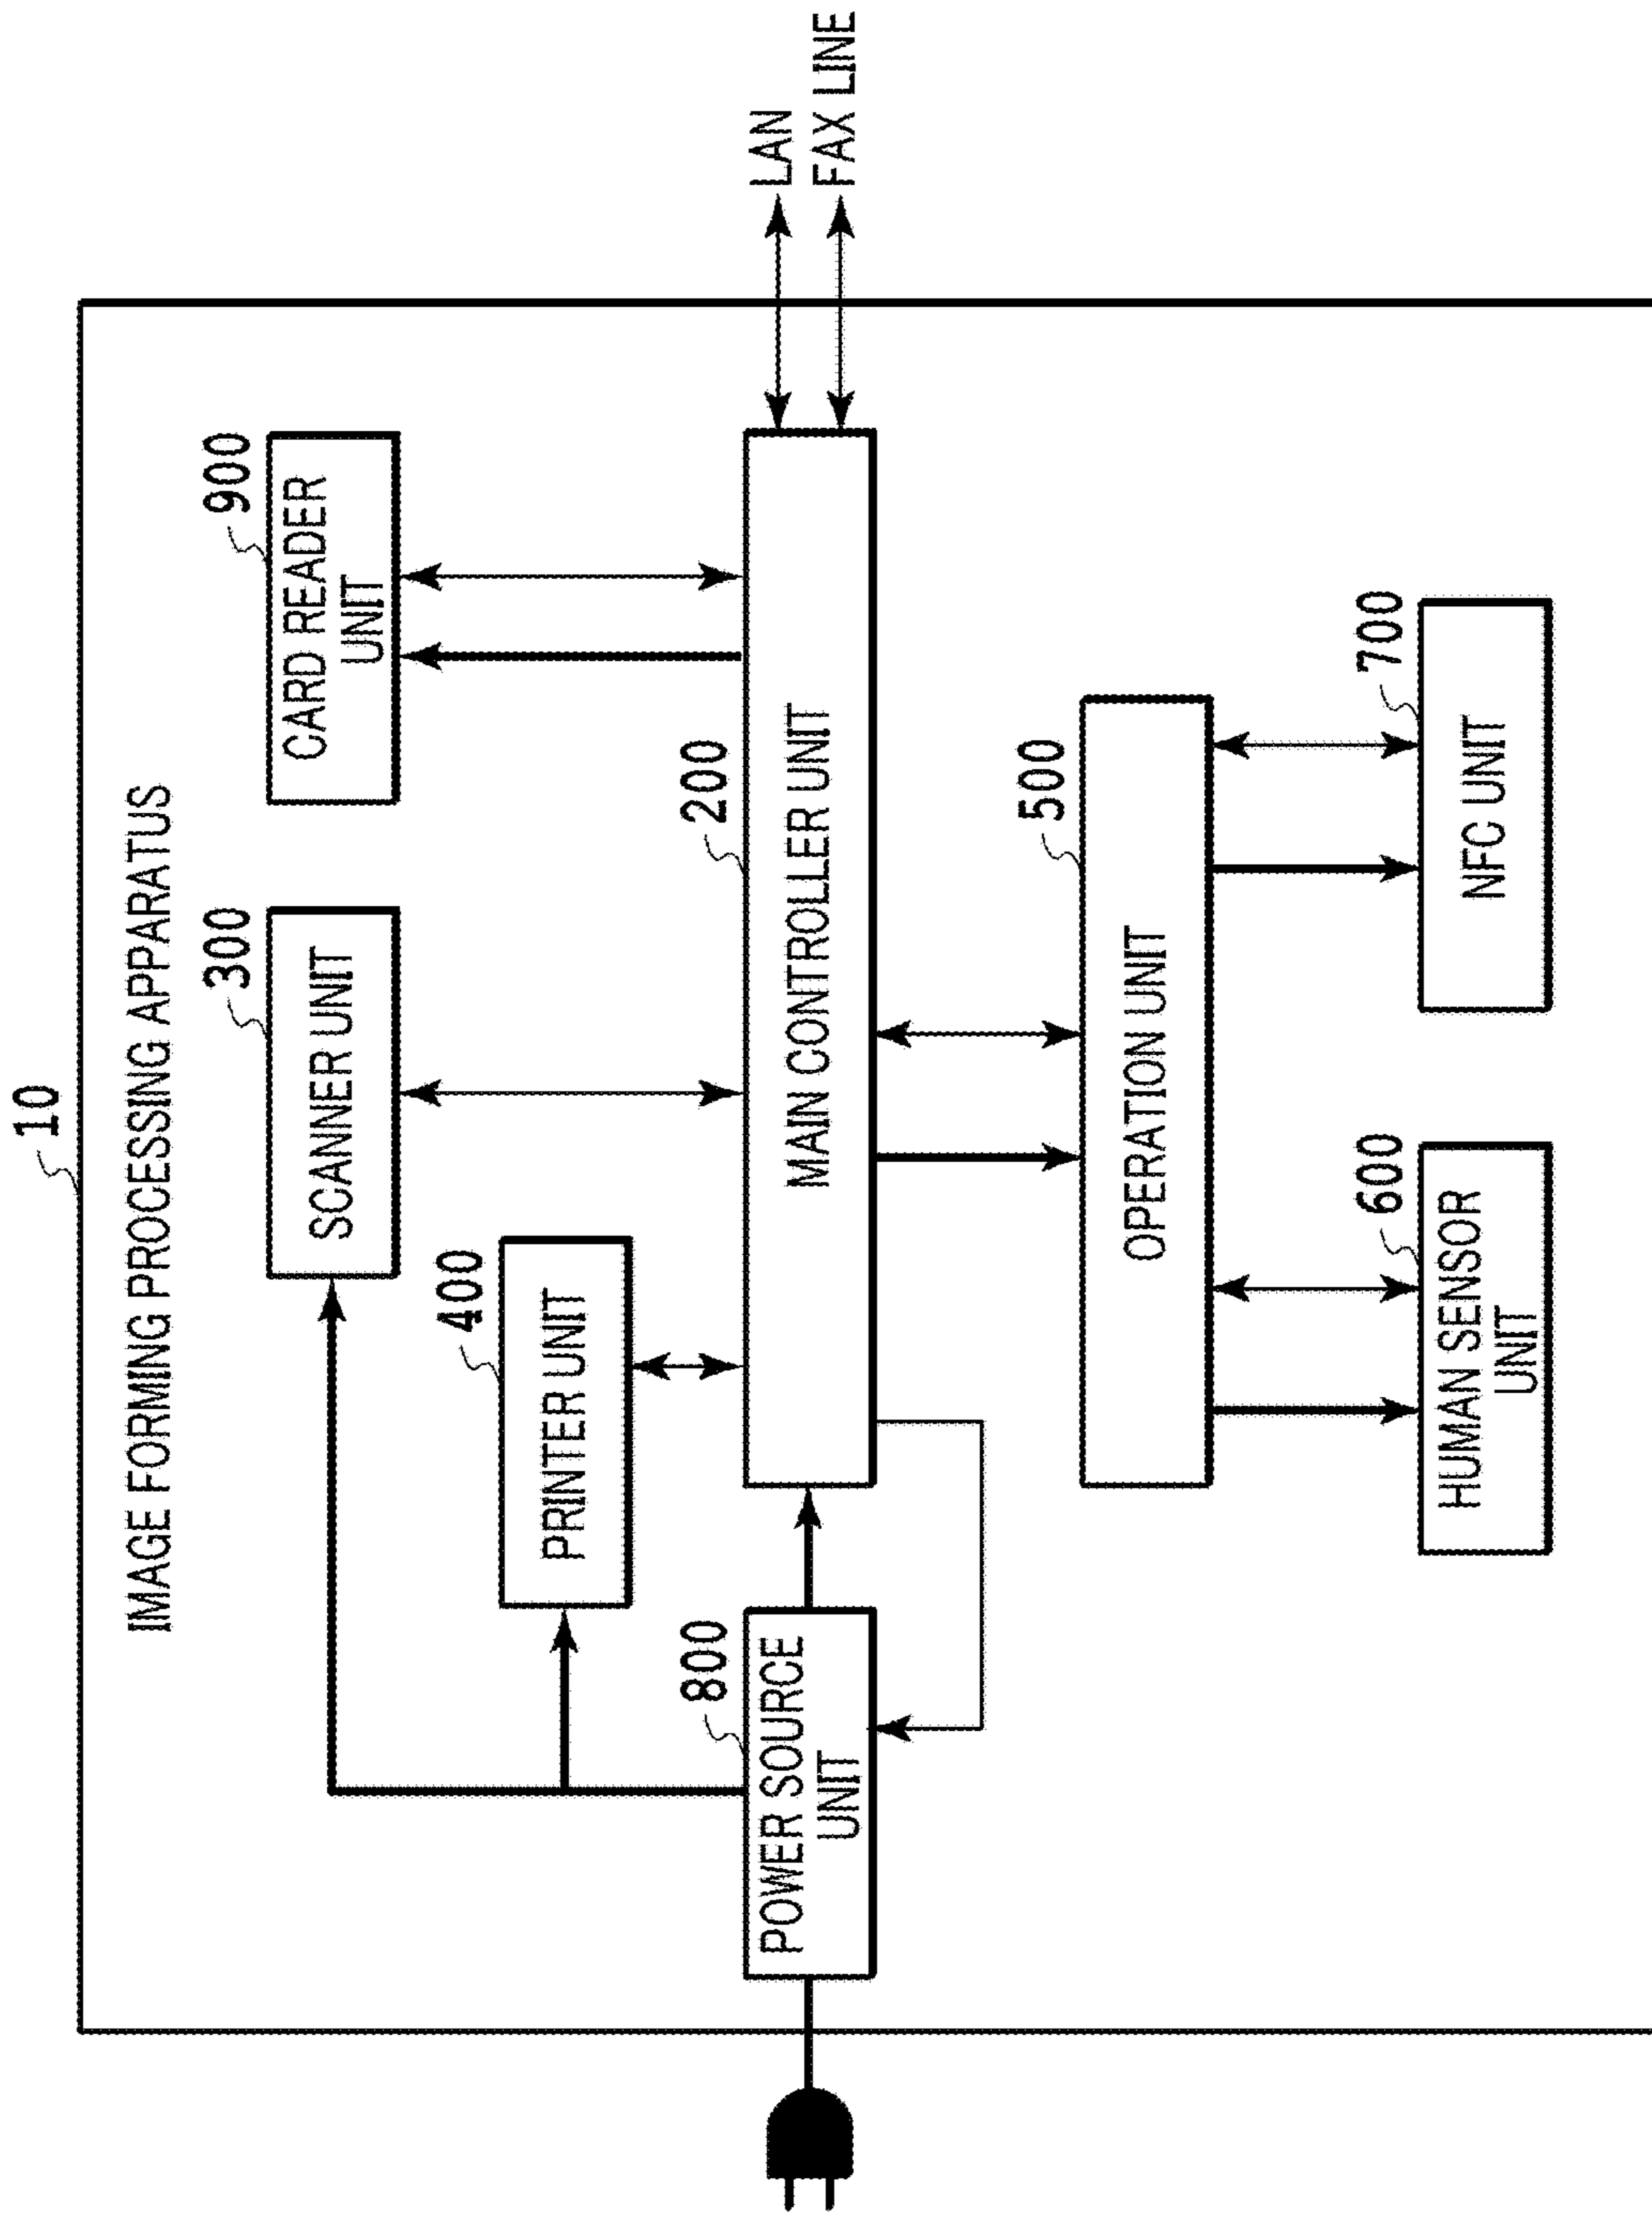 10
IMAGE FORMING PROCESSING APPARATUS
300
SCANNER UNIT
900
CARD READER
UNIT
400
PRINTER UNIT
800
POWER SOURCE
UNIT
200
MAIN CONTROLLER UNIT
LAN
FAX LINE
500
OPERATION UNIT
600
HUMAN SENSOR
UNIT
700
NFC UNIT